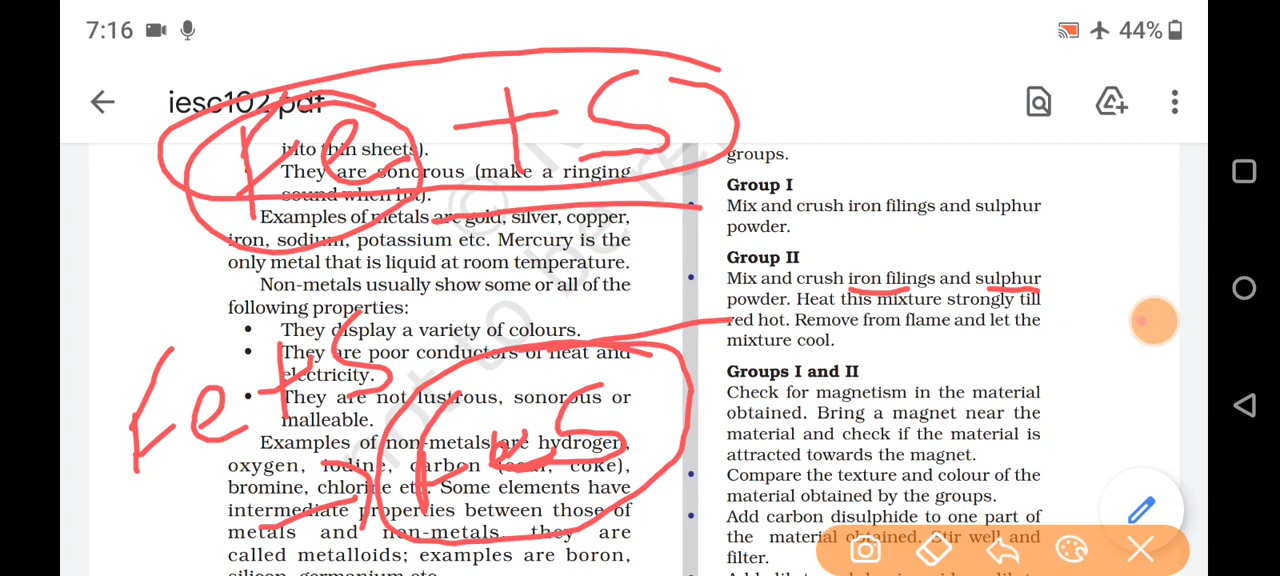 7:16 44%
iesc102.pdf
Fe + S
into thin sheets).
• They are sonorous (make a ringing
sound when hit).
Examples of metals are gold, silver, copper,
iron, sodium, potassium etc. Mercury is the
only metal that is liquid at room temperature.
Non-metals usually show some or all of the
following properties:
• They display a variety of colours.
• They are poor conductors of heat and
electricity.
• They are not lustrous, sonorous or
malleable.
Examples of non-metals are hydrogen,
oxygen, iodine, carbon (coal, coke),
bromine, chlorine etc. Some elements have
intermediate properties between those of
metals and non-metals, they are
called metalloids; examples are boron,
silicon, germanium etc.
Fe + S
FeS
groups.
Group I
• Mix and crush iron filings and sulphur
powder.
Group II
• Mix and crush iron filings and sulphur
powder. Heat this mixture strongly till
red hot. Remove from flame and let the
mixture cool.
Groups I and II
Check for magnetism in the material
obtained. Bring a magnet near the
material and check if the material is
attracted towards the magnet.
• Compare the texture and colour of the
material obtained by the groups.
• Add carbon disulphide to one part of
the material obtained. Stir well and
filter.